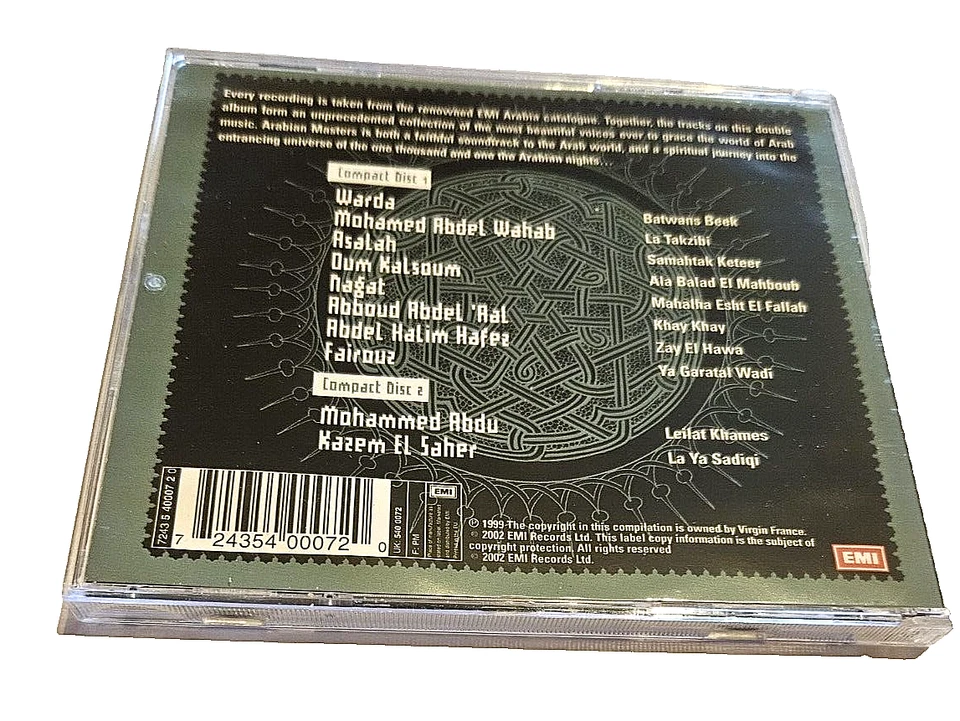 Every recording is taken from the renowned EMI Arabia catalogue. Together the tracks on this double
album form an unprecedented collection of the most beautiful voices ever to grace the world of Arab
music. Arabian Masters is both a faithful soundtrack to the Arab world, and a spiritual journey into the
entrancing universe of the one thousand and one the Arabian nights...
Compact Disc 1
Warda Batwans Beek
Mohamed Abdel Wahab La Takzibi
Asalah Samahtak Keteer
Oum Kalsoum Ala Balad El Mahboub
Nagat Mahalha Esht El Fallah
Abboud Abdel 'Aal Khay Khay
Abdel Halim Hafez Zay El Hawa
Fairouz Ya Garatal Wadi
Compact Disc 2
Mohammed Abdu Leilat Khames
Kazem El Saher La Ya Sadiqi
7243 5 40007 2 0
7 24354 00072 0
UK: 540 0072
F: PM
EMI
℗ 1999 The copyright in this compilation is owned by Virgin France.
© 2002 EMI Records Ltd. This label copy information is the subject of
copyright protection. All rights reserved
© 2002 EMI Records Ltd.
EMI